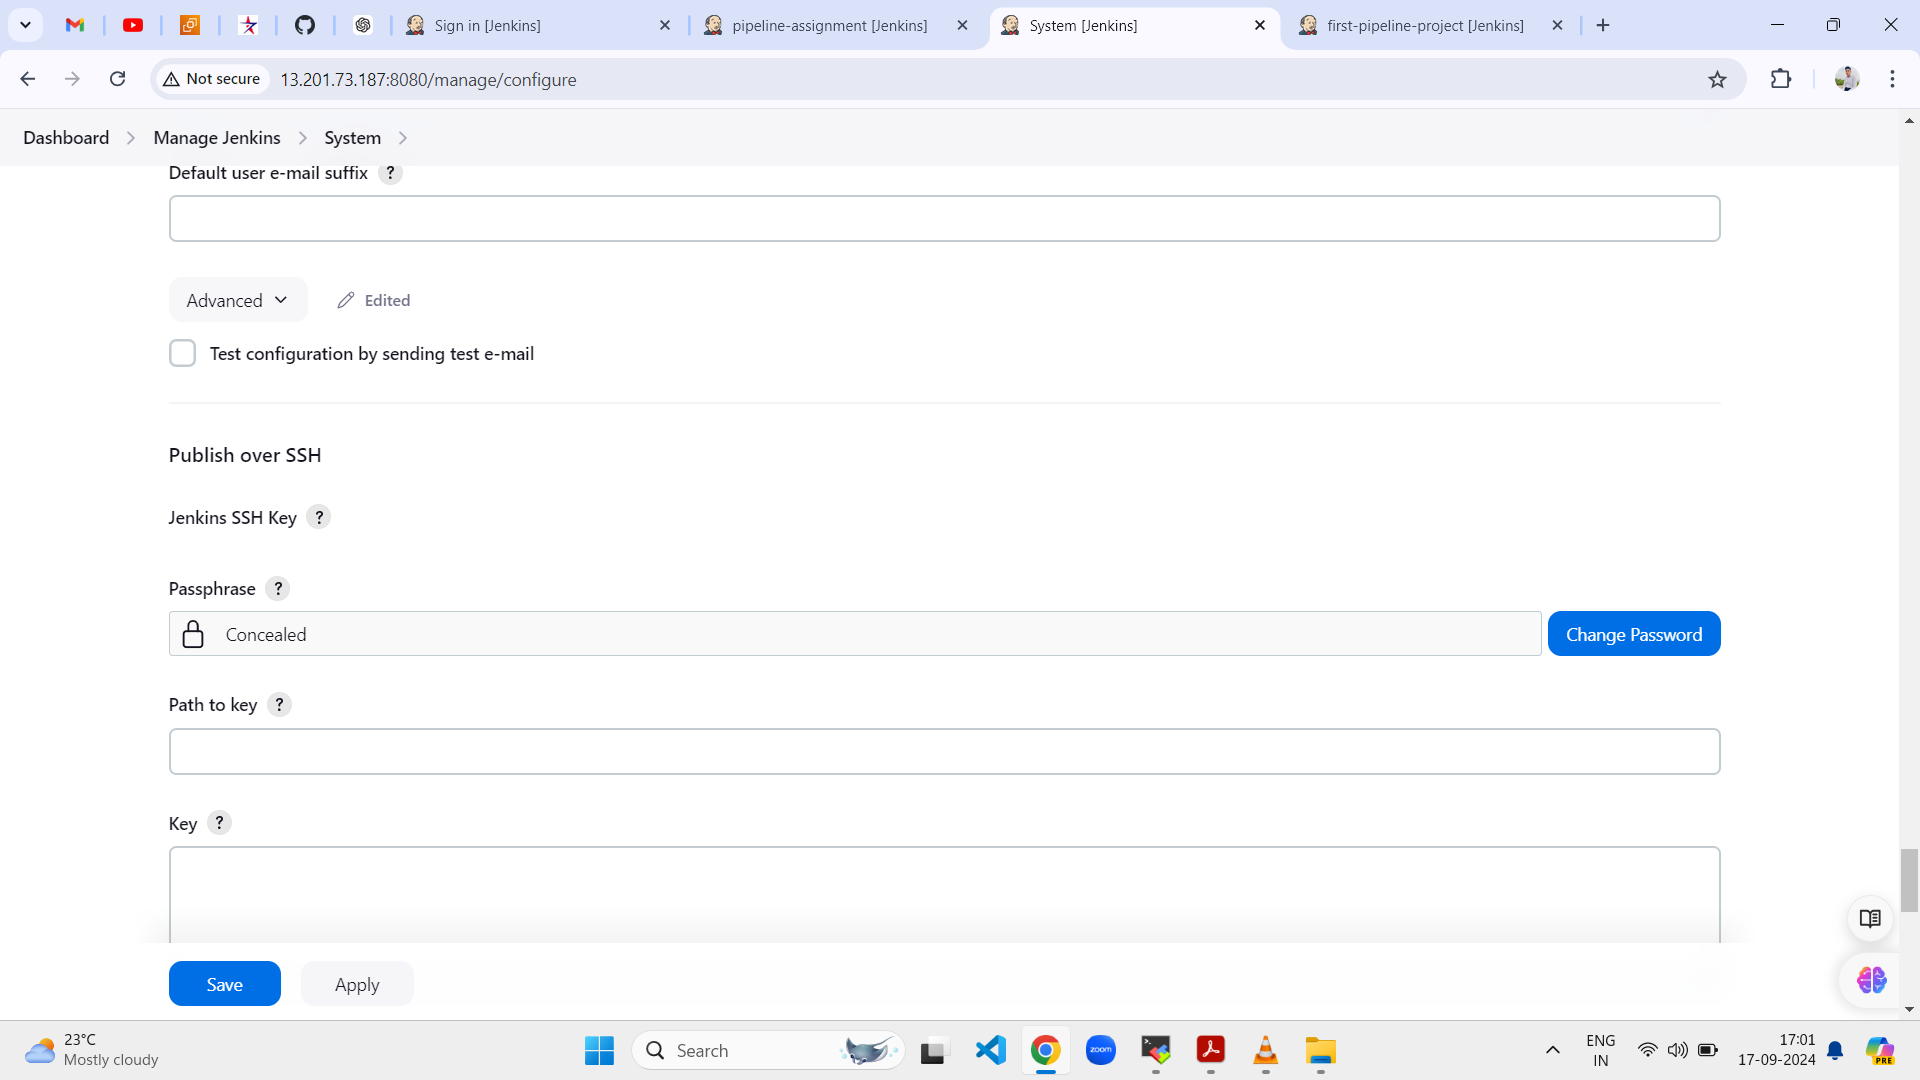 Sign in [Jenkins]
pipeline-assignment [Jenkins]
System [Jenkins]
first-pipeline-project [Jenkins]
Not secure
13.201.73.187:8080/manage/configure
Dashboard
Manage Jenkins
System
Default user e-mail suffix ?
Advanced
Edited
Test configuration by sending test e-mail
Publish over SSH
Jenkins SSH Key ?
Passphrase ?
Concealed
Change Password
Path to key ?
Key ?
Save
Apply
23°C
Mostly cloudy
Search
zoom
ENG
IN
17:01
17-09-2024
PRE